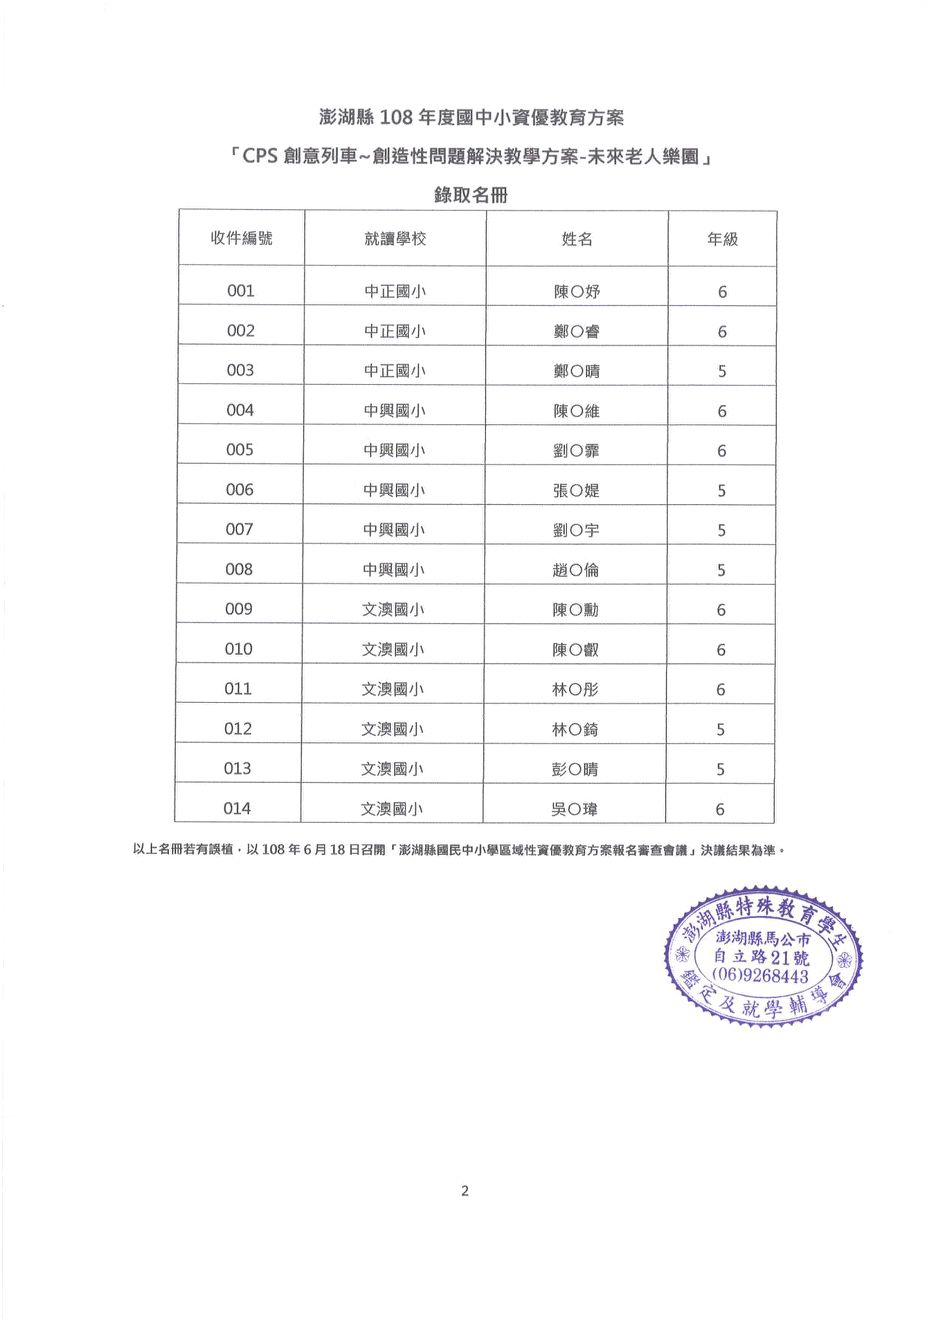 澎湖縣 108 年度國中小資優教育方案
「CPS 創意列車~創造性問題解決教學方案-未來老人樂園」
錄取名冊
收件編號 就讀學校 姓名 年級
001 中正國小 陳○妤 6
002 中正國小 鄭○睿 6
003 中正國小 鄭○晴 5
004 中興國小 陳○維 6
005 中興國小 劉○霏 6
006 中興國小 張○媞 5
007 中興國小 劉○宇 5
008 中興國小 趙○倫 5
009 文澳國小 陳○勳 6
010 文澳國小 陳○叡 6
011 文澳國小 林○彤 6
012 文澳國小 林○錡 5
013 文澳國小 彭○晴 5
014 文澳國小 吳○瑋 6
以上名冊若有誤植，以 108 年 6 月 18 日召開「澎湖縣國民中小學區域性資優教育方案報名審查會議」決議結果為準。
澎湖縣特殊教育學生
澎湖縣馬公市
自立路21號
(06)9268443
鑑定及就學輔導會
2